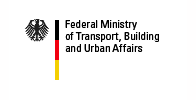 Federal Ministry
of Transport, Building
and Urban Affairs